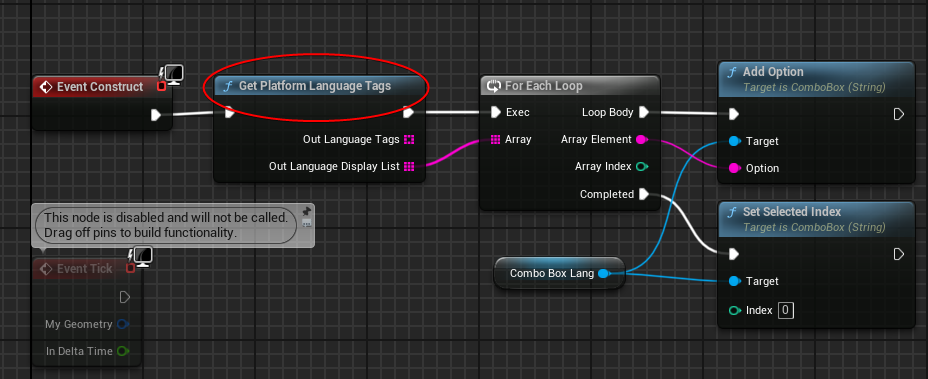 Event Construct
Get Platform Language Tags
Out Language Tags
Out Language Display List
For Each Loop
Exec
Loop Body
Array
Array Element
Array Index
Completed
Add Option
Target is ComboBox (String)
Target
Option
This node is disabled and will not be called.
Drag off pins to build functionality.
Event Tick
My Geometry
In Delta Time
Combo Box Lang
Set Selected Index
Target is ComboBox (String)
Target
Index 0